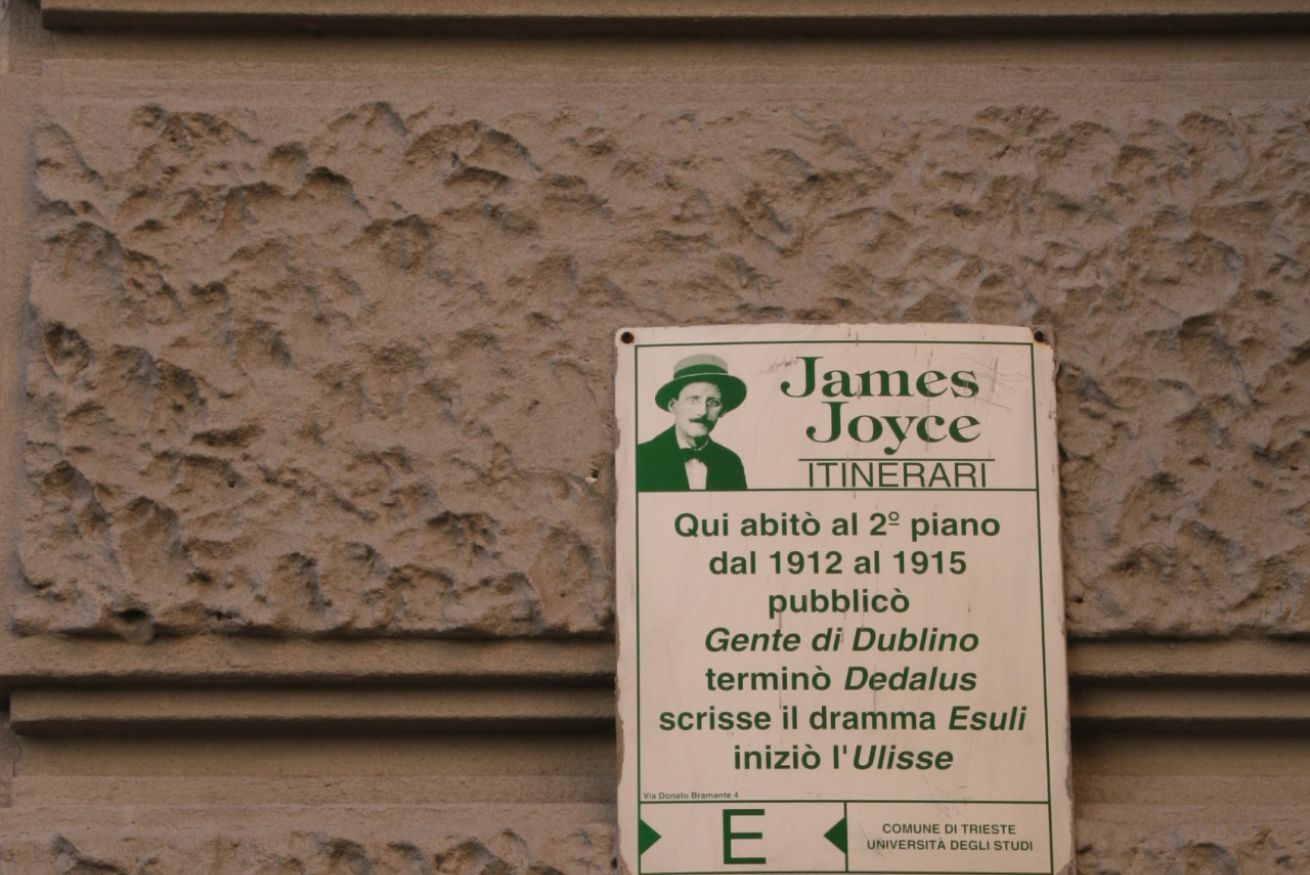 James
Joyce
ITINERARI
Qui abitò al 2º piano
dal 1912 al 1915
pubblicò
Gente di Dublino
terminò Dedalus
scrisse il dramma Esuli
iniziò l'Ulisse
Via Donato Bramante 4
E
COMUNE DI TRIESTE
UNIVERSITÀ DEGLI STUDI